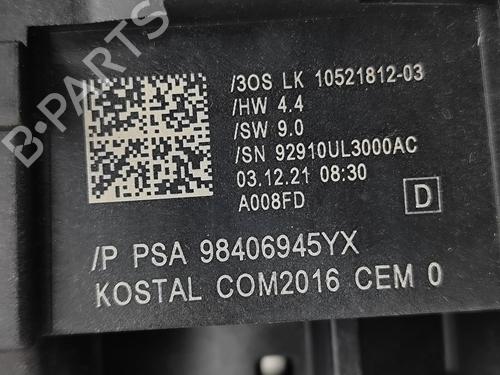 /3OS LK 10521812-03
/HW 4.4
/SW 9.0
/SN 92910UL3000AC
03.12.21 08:30
A008FD
D
/P PSA 98406945YX
KOSTAL COM2016 CEM 0
B-PARTS